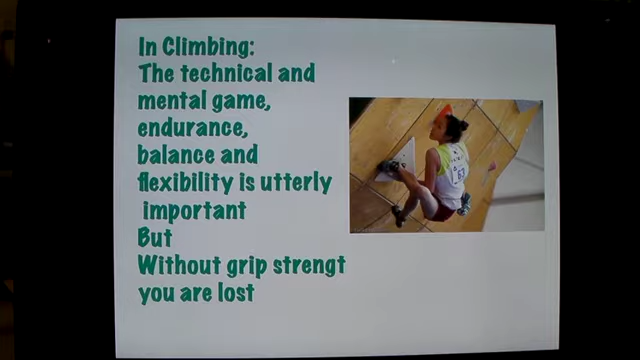 In Climbing:
The technical and
mental game,
endurance,
balance and
flexibility is utterly
important
But
Without grip strengt
you are lost